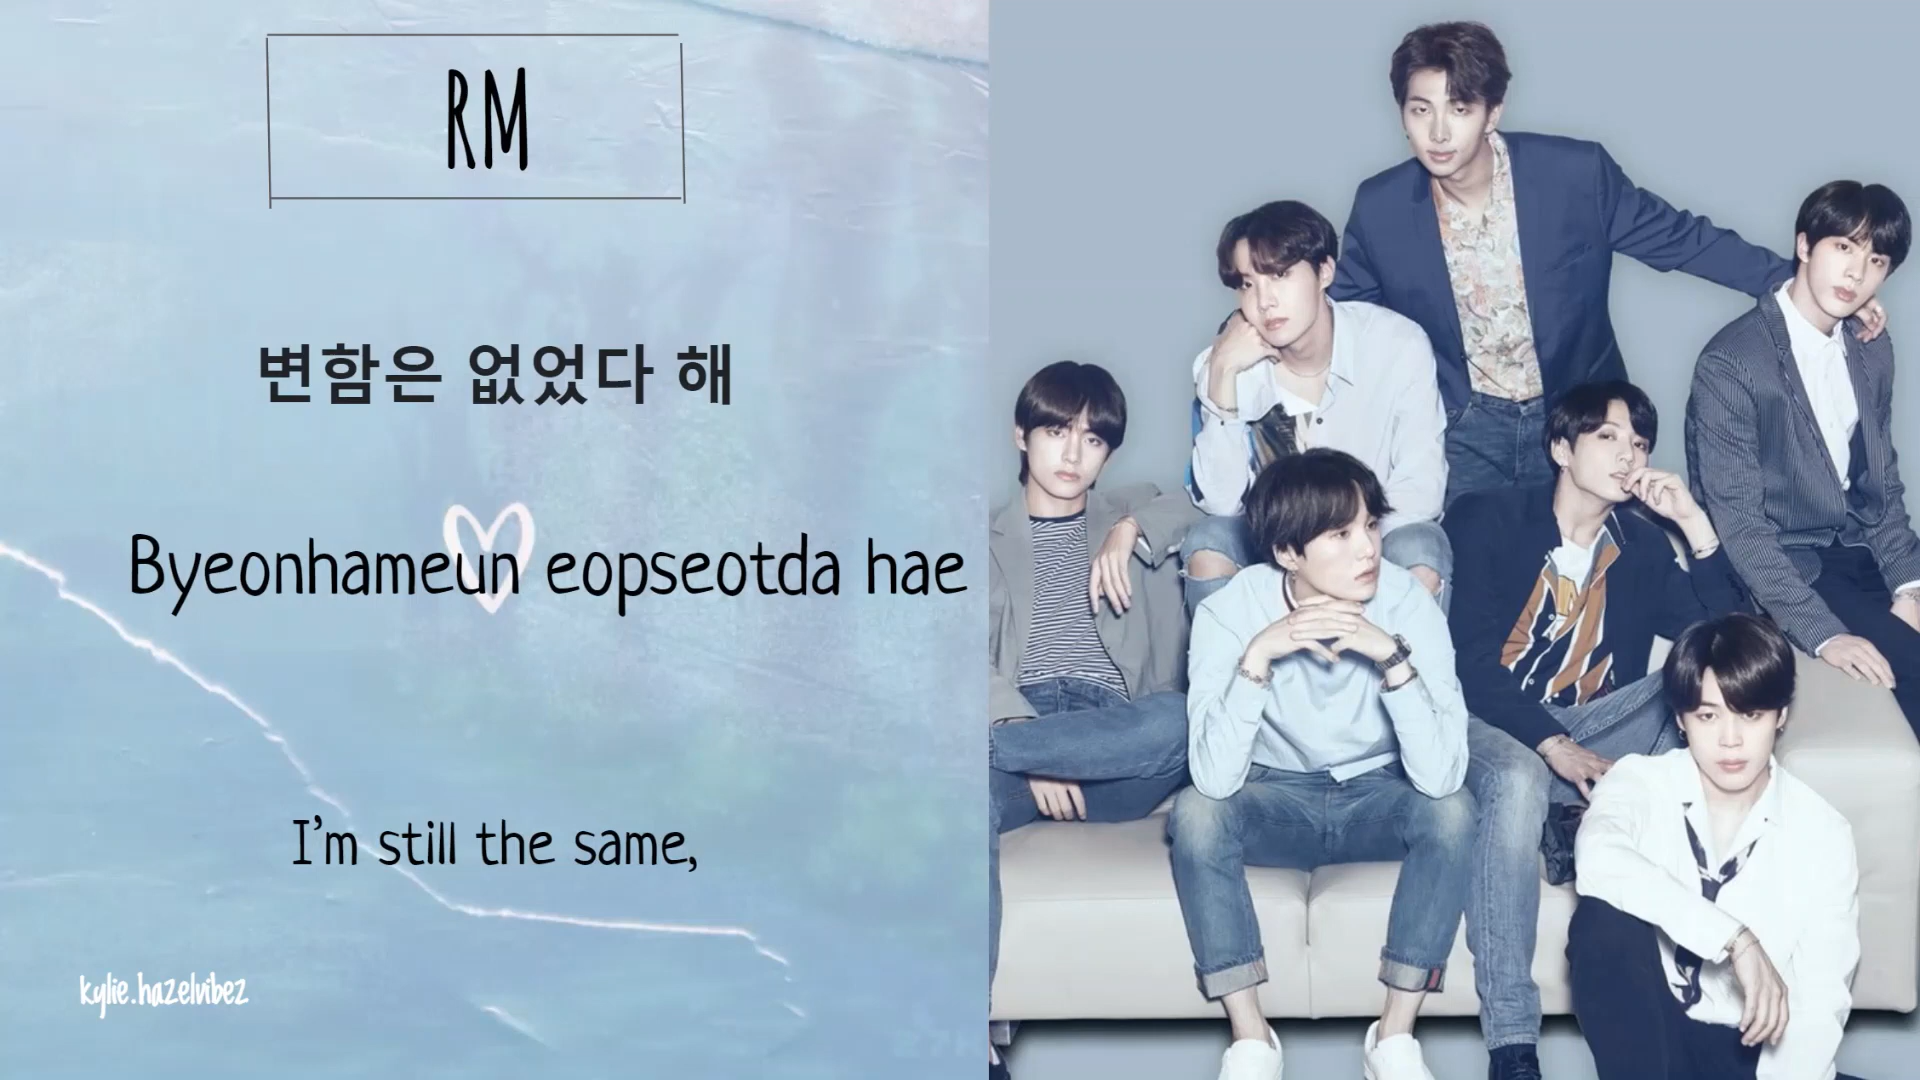 RM
변함은 없었다 해
Byeonhameun eopseotda hae
I'm still the same,
kylie.hazelvibez